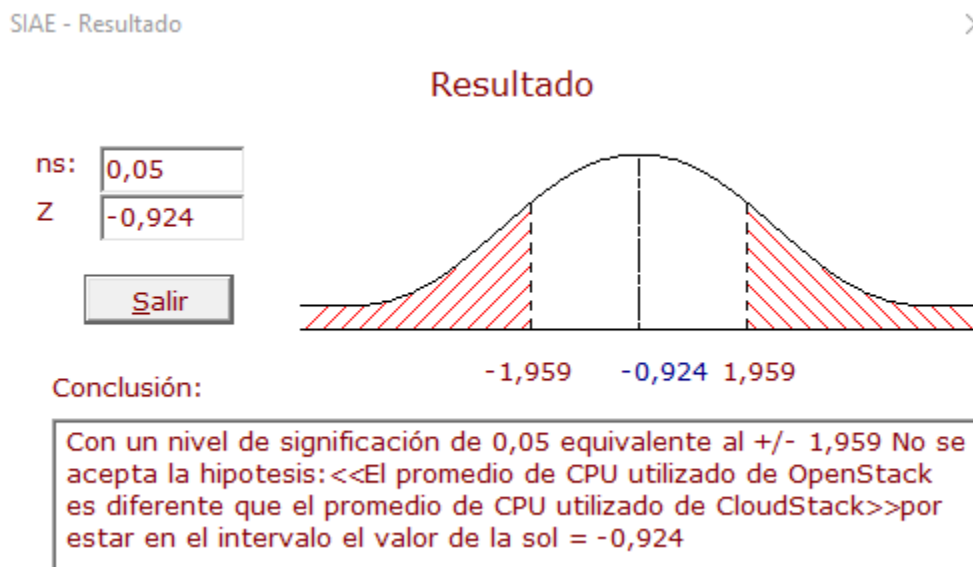 SIAE - Resultado
Resultado
ns: 0,05
Z -0,924
Salir
-1,959 -0,924 1,959
Conclusión:
Con un nivel de significación de 0,05 equivalente al +/- 1,959 No se
acepta la hipotesis:<<El promedio de CPU utilizado de OpenStack
es diferente que el promedio de CPU utilizado de CloudStack>>por
estar en el intervalo el valor de la sol = -0,924